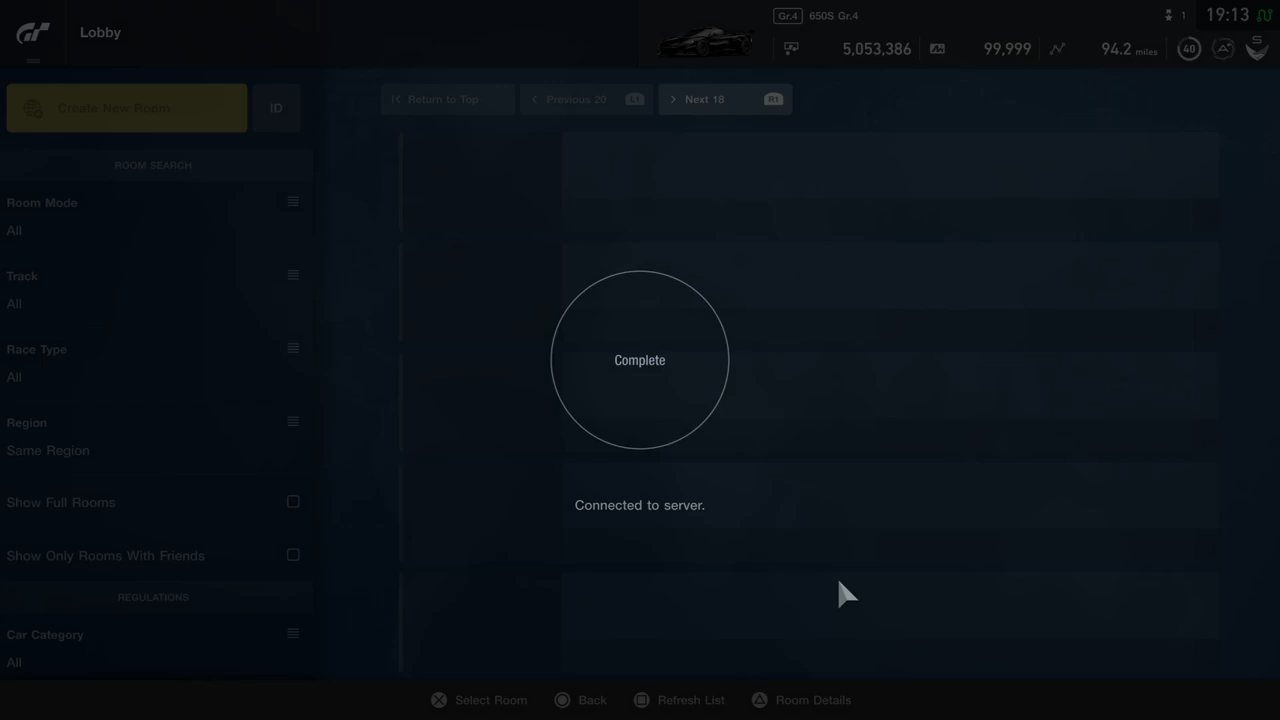 Gr.4 650S Gr.4
GT Lobby
1 19:13
5,053,386 99,999 94.2 miles 40 A S
Create New Room ID
Return to Top Previous 20 L1 Next 18 R1
ROOM SEARCH
Room Mode
All
Track
All
Race Type
All
Complete
Region
Same Region
Show Full Rooms
Connected to server.
Show Only Rooms With Friends
REGULATIONS
Car Category
All
Select Room Back Refresh List Room Details